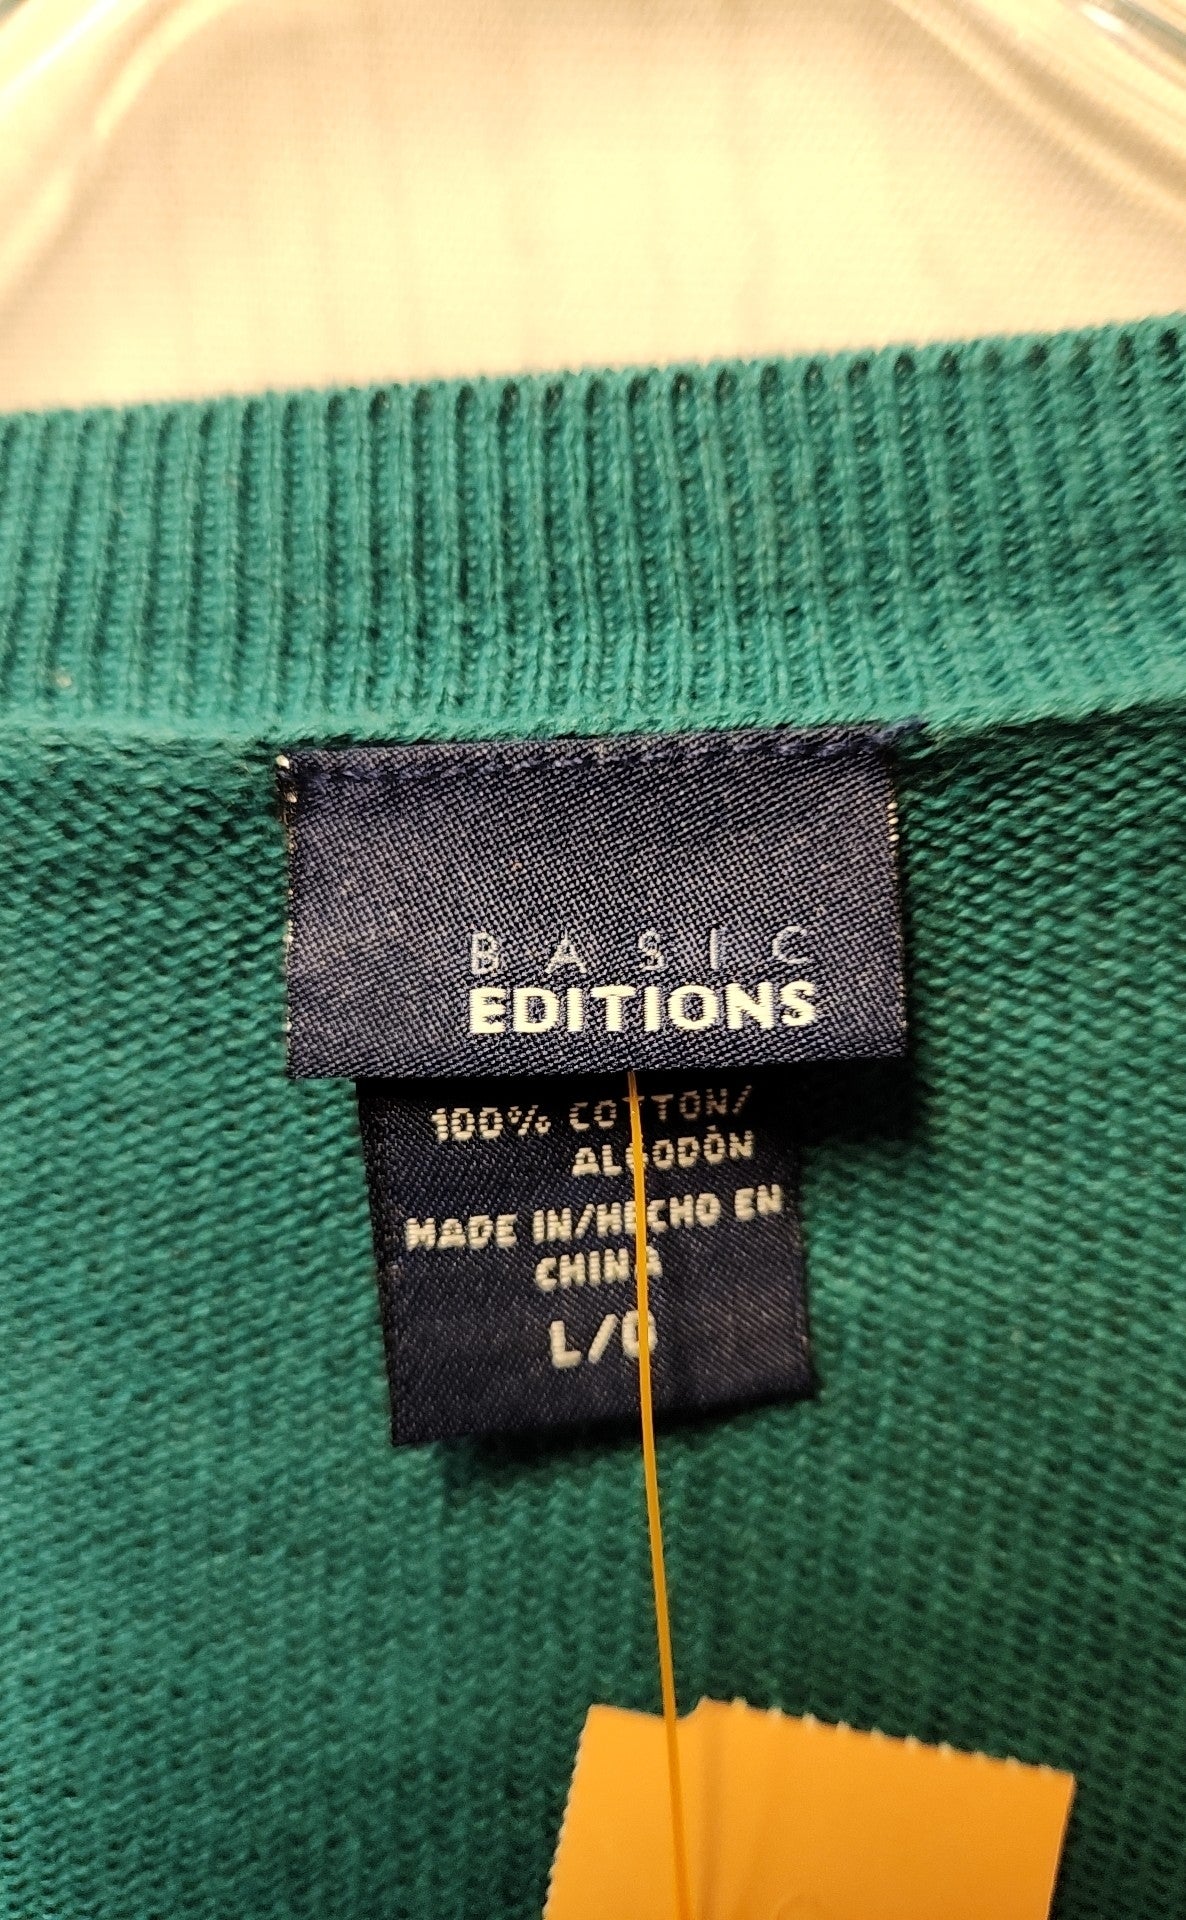 BASIC
EDITIONS
100% COTTON/
ALGODÓN
MADE IN/HECHO EN
CHINA
L/G